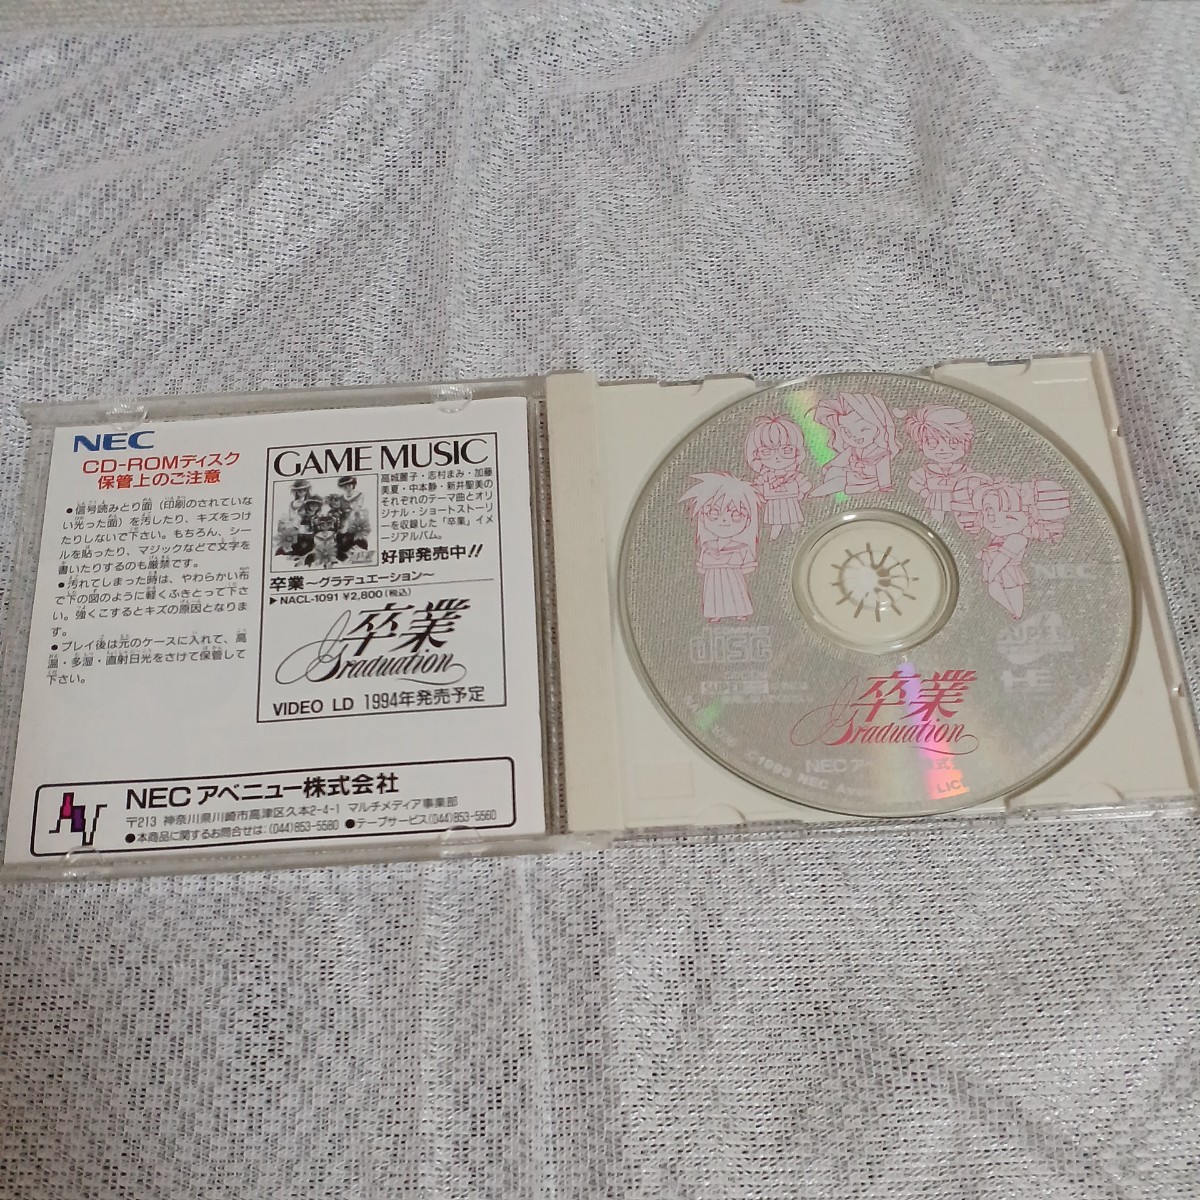 NEC
CD-ROMディスク
保管上のご注意
●信号読みとり面（印刷のされていな
い光った面）を汚したり、キズをつけ
たりしないで下さい。もちろん、シー
ルを貼ったり、マジックなどで文字を
書いたりするのも厳禁です。
●汚れてしまった時は、やわらかい布
で下の図のように軽くふきとって下さ
い。強くこするとキズの原因となりま
す。
●プレイ後は元のケースに入れて、高
温・多湿・直射日光をさけて保管して
下さい。
GAME MUSIC
高城麗子・志村まみ・加藤
美夏・中本静・新井聖美の
それぞれのテーマ曲とオリ
ジナル・ショートストーリ
ーを収録した「卒業」イメ
ージアルバム。
好評発売中!!
卒業〜グラデュエーション〜
▶NACL-1091 ¥2,800(税込)
卒業
Graduation
VIDEO LD 1994年発売予定
NECアベニュー株式会社
〒213 神奈川県川崎市高津区久本2-4-1 マルチメディア事業部
●本商品に関するお問合せは:(044)853-5580 ●テープサービス(044)853-5560
NEC
SUPER
disc
SUPER
HE
卒業
Graduation
NECア
©1993 NEC Ave
LIC